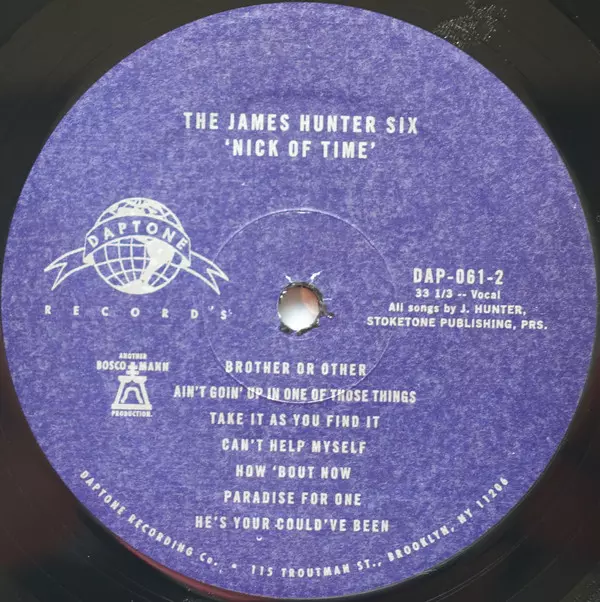 THE JAMES HUNTER SIX
'NICK OF TIME'
DAPTONE
RECORD'S
DAP-061-2
33 1/3 -- Vocal
All songs by J. HUNTER,
STOKETONE PUBLISHING, PRS.
ANOTHER
BOSCO MANN
PRODUCTION.
BROTHER OR OTHER
AIN'T GOIN' UP IN ONE OF THOSE THINGS
TAKE IT AS YOU FIND IT
CAN'T HELP MYSELF
HOW 'BOUT NOW
PARADISE FOR ONE
HE'S YOUR COULD'VE BEEN
DAPTONE RECORDING Co. • 115 TROUTMAN ST., BROOKLYN, NY 11206